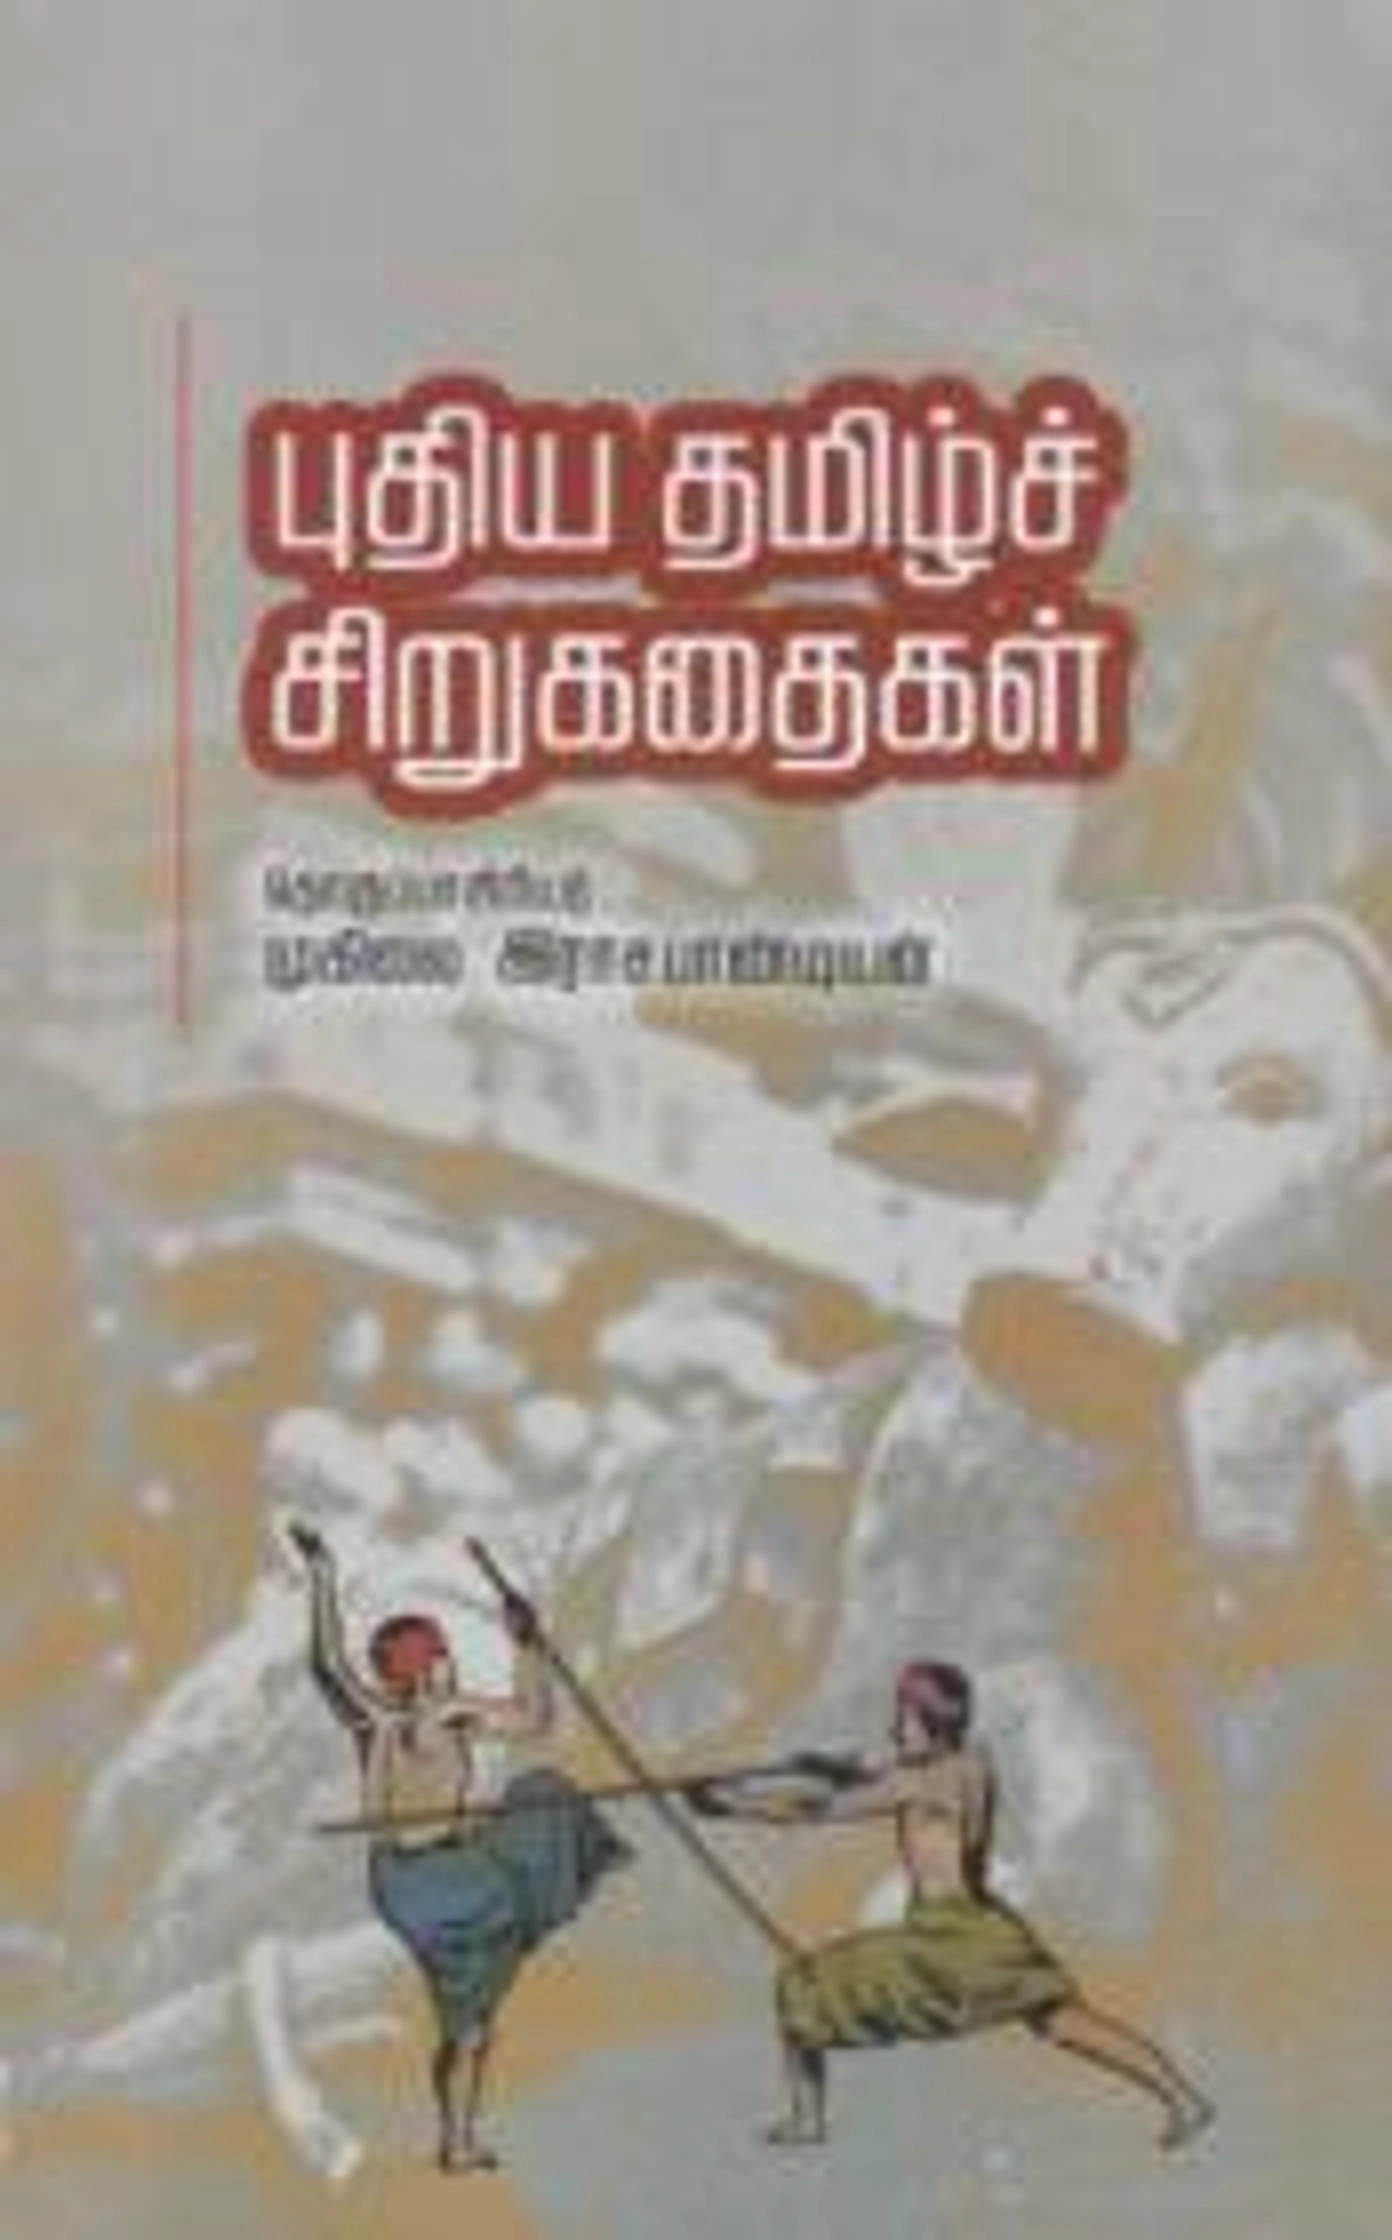 புதிய தமிழ்ச்
சிறுகதைகள்
தொகுப்பாசிரியர்
முகிலை இராசபாண்டியன்